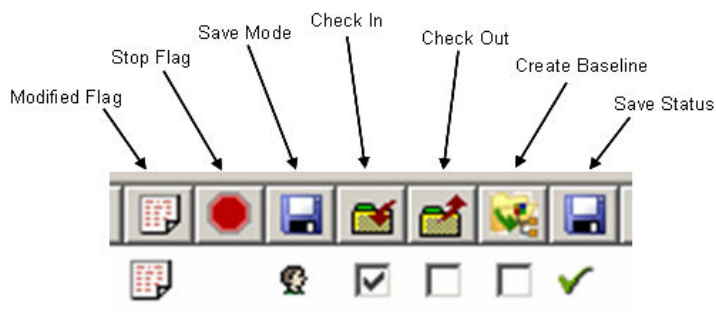 Modified Flag
Stop Flag
Save Mode
Check In
Check Out
Create Baseline
Save Status